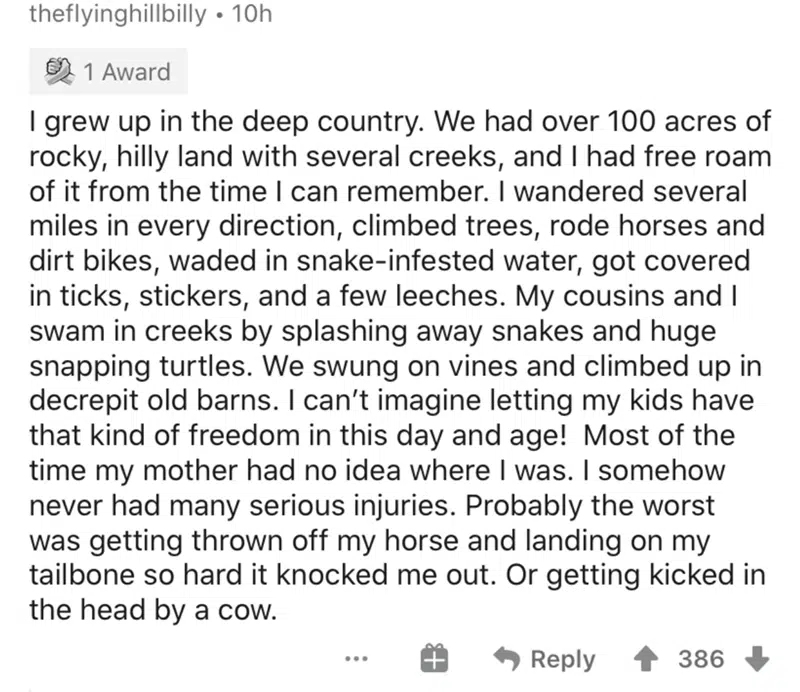 theflyinghillbilly • 10h
1 Award
I grew up in the deep country. We had over 100 acres of
rocky, hilly land with several creeks, and I had free roam
of it from the time I can remember. I wandered several
miles in every direction, climbed trees, rode horses and
dirt bikes, waded in snake-infested water, got covered
in ticks, stickers, and a few leeches. My cousins and I
swam in creeks by splashing away snakes and huge
snapping turtles. We swung on vines and climbed up in
decrepit old barns. I can't imagine letting my kids have
that kind of freedom in this day and age!  Most of the
time my mother had no idea where I was. I somehow
never had many serious injuries. Probably the worst
was getting thrown off my horse and landing on my
tailbone so hard it knocked me out. Or getting kicked in
the head by a cow.
... Reply 386